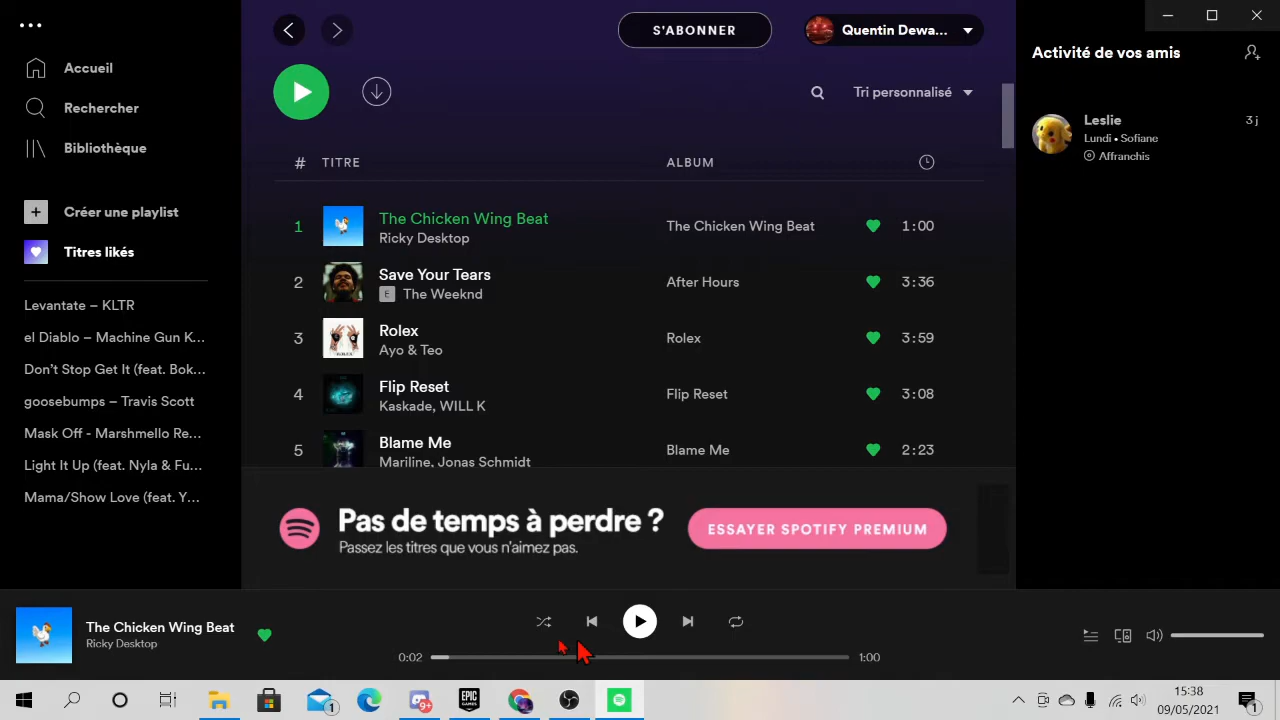 Accueil
Rechercher
Bibliothèque
Créer une playlist
Titres likés
Levantate – KLTR
el Diablo – Machine Gun K...
Don't Stop Get It (feat. Bok...
goosebumps – Travis Scott
Mask Off - Marshmello Re...
Light It Up (feat. Nyla & Fu...
Mama/Show Love (feat. Y...
S'ABONNER
Quentin Dewa...
Tri personnalisé
# TITRE ALBUM
1 The Chicken Wing Beat The Chicken Wing Beat 1:00
Ricky Desktop
2 Save Your Tears After Hours 3:36
E The Weeknd
3 Rolex Rolex 3:59
Ayo & Teo
4 Flip Reset Flip Reset 3:08
Kaskade, WILL K
5 Blame Me Blame Me 2:23
Mariline, Jonas Schmidt
Pas de temps à perdre ?
Passez les titres que vous n'aimez pas.
ESSAYER SPOTIFY PREMIUM
Activité de vos amis
Leslie 3 j
Lundi • Sofiane
Affranchis
The Chicken Wing Beat
Ricky Desktop
0:02 1:00
1
9+
EPIC
GAMES
15:38
09/05/2021
1